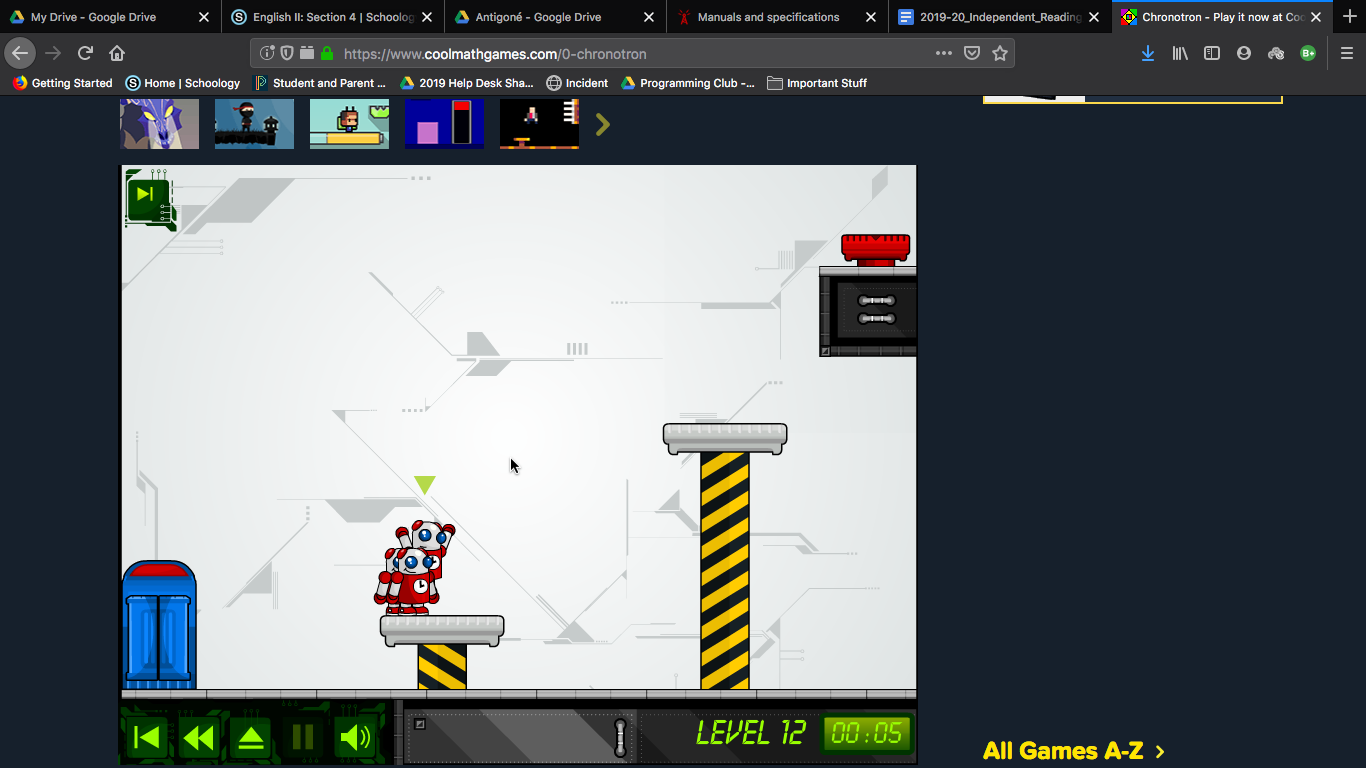 My Drive - Google Drive
English II: Section 4 | Schoolog
Antigoné - Google Drive
Manuals and specifications
2019-20_Independent_Reading
Chronotron - Play it now at Coo
https://www.coolmathgames.com/0-chronotron
Getting Started
Home | Schoology
Student and Parent ...
2019 Help Desk Sha...
Incident
Programming Club -...
Important Stuff
B+
LEVEL 12
00:05
All Games A-Z